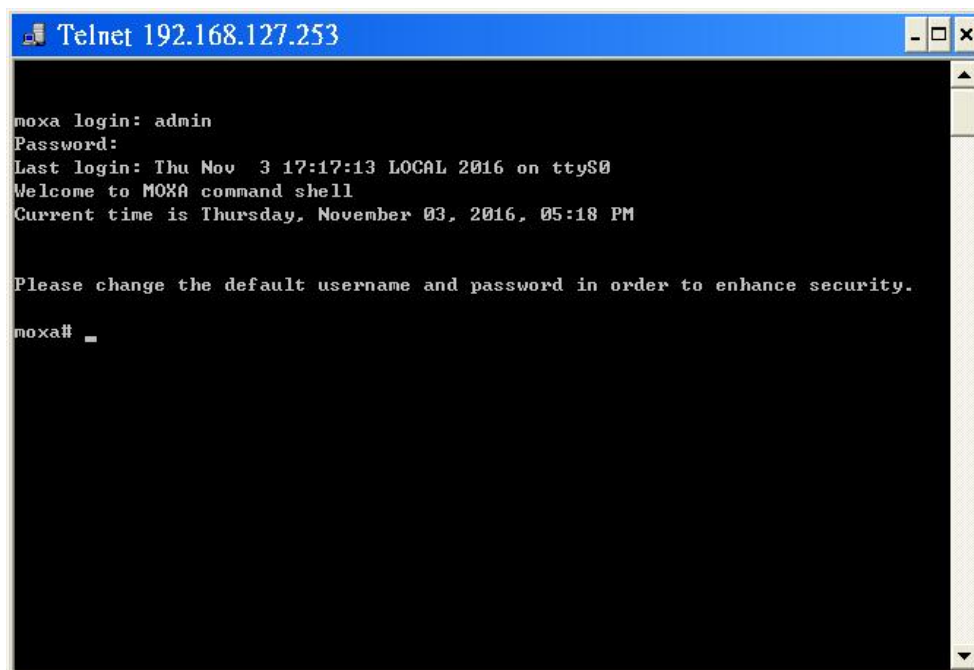 Telnet 192.168.127.253
moxa login: admin
Password:
Last login: Thu Nov  3 17:17:13 LOCAL 2016 on ttyS0
Welcome to MOXA command shell
Current time is Thursday, November 03, 2016, 05:18 PM
Please change the default username and password in order to enhance security.
moxa# _